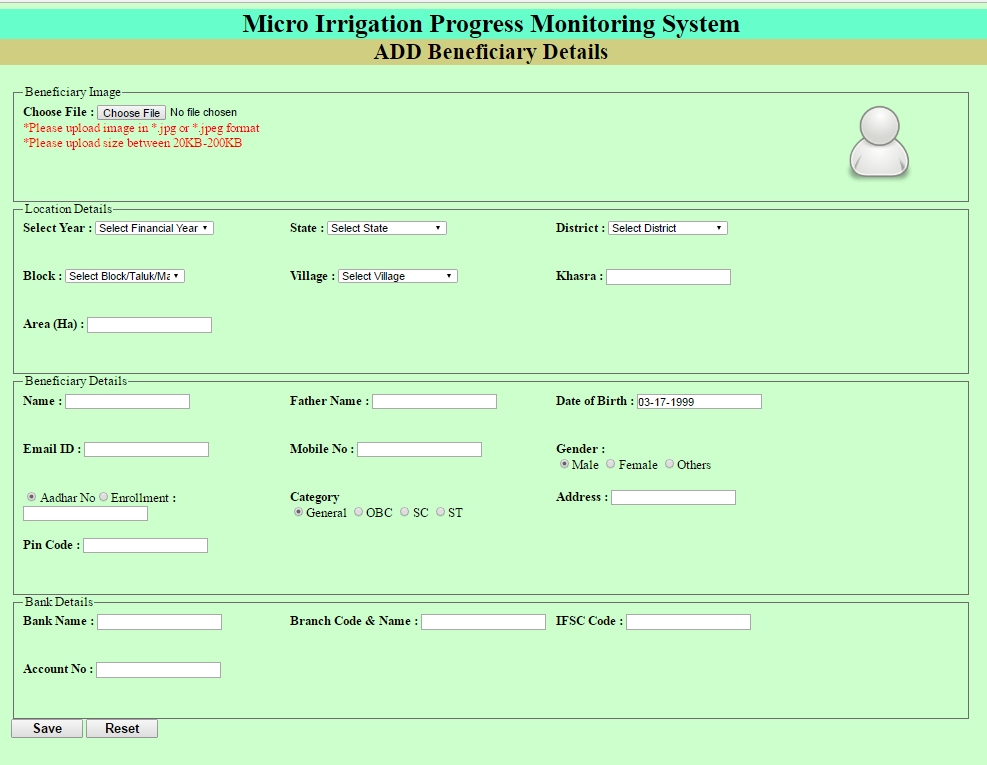 Micro Irrigation Progress Monitoring System
ADD Beneficiary Details
Beneficiary Image
Choose File : Choose File No file chosen
*Please upload image in *.jpg or *.jpeg format
*Please upload size between 20KB-200KB
Location Details
Select Year : Select Financial Year State : Select State District : Select District
Block : Select Block/Taluk/Ma Village : Select Village Khasra :
Area (Ha) :
Beneficiary Details
Name : Father Name : Date of Birth : 03-17-1999
Email ID : Mobile No : Gender :
Male Female Others
Aadhar No Enrollment : Category Address :
General OBC SC ST
Pin Code :
Bank Details
Bank Name : Branch Code & Name : IFSC Code :
Account No :
Save Reset